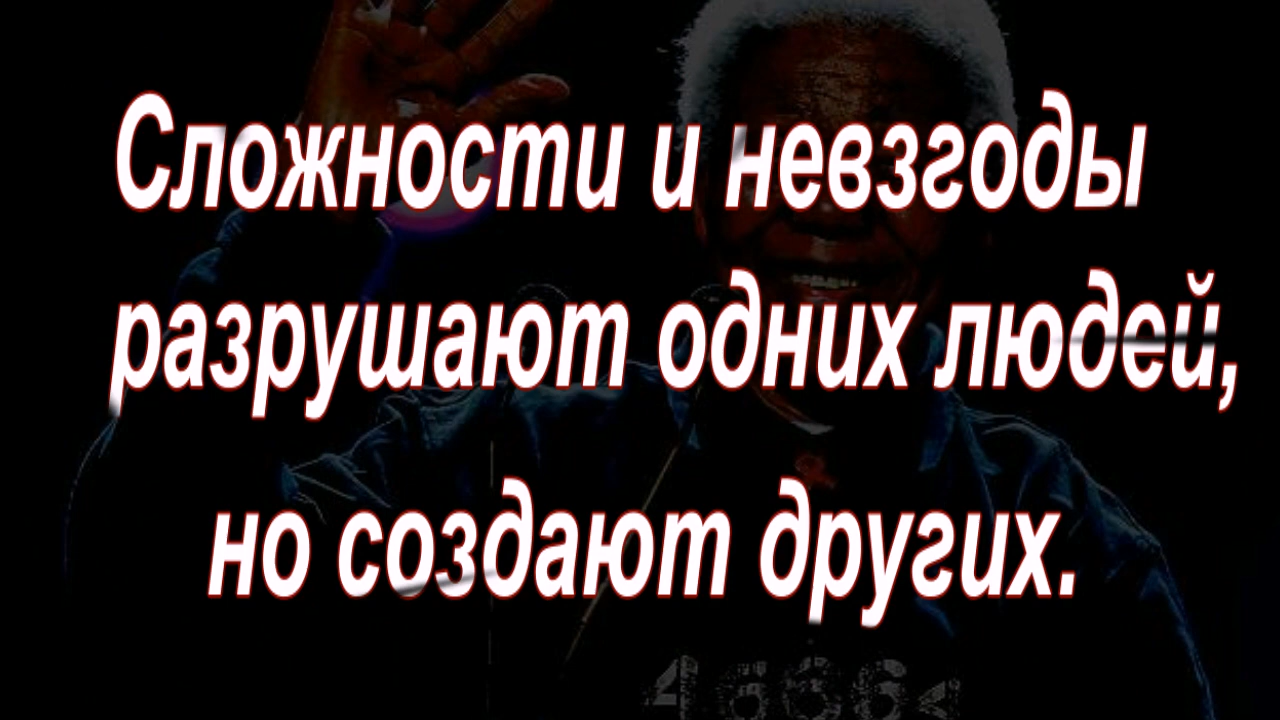 Сложности и невзгоды
разрушают одних людей,
но создают других.